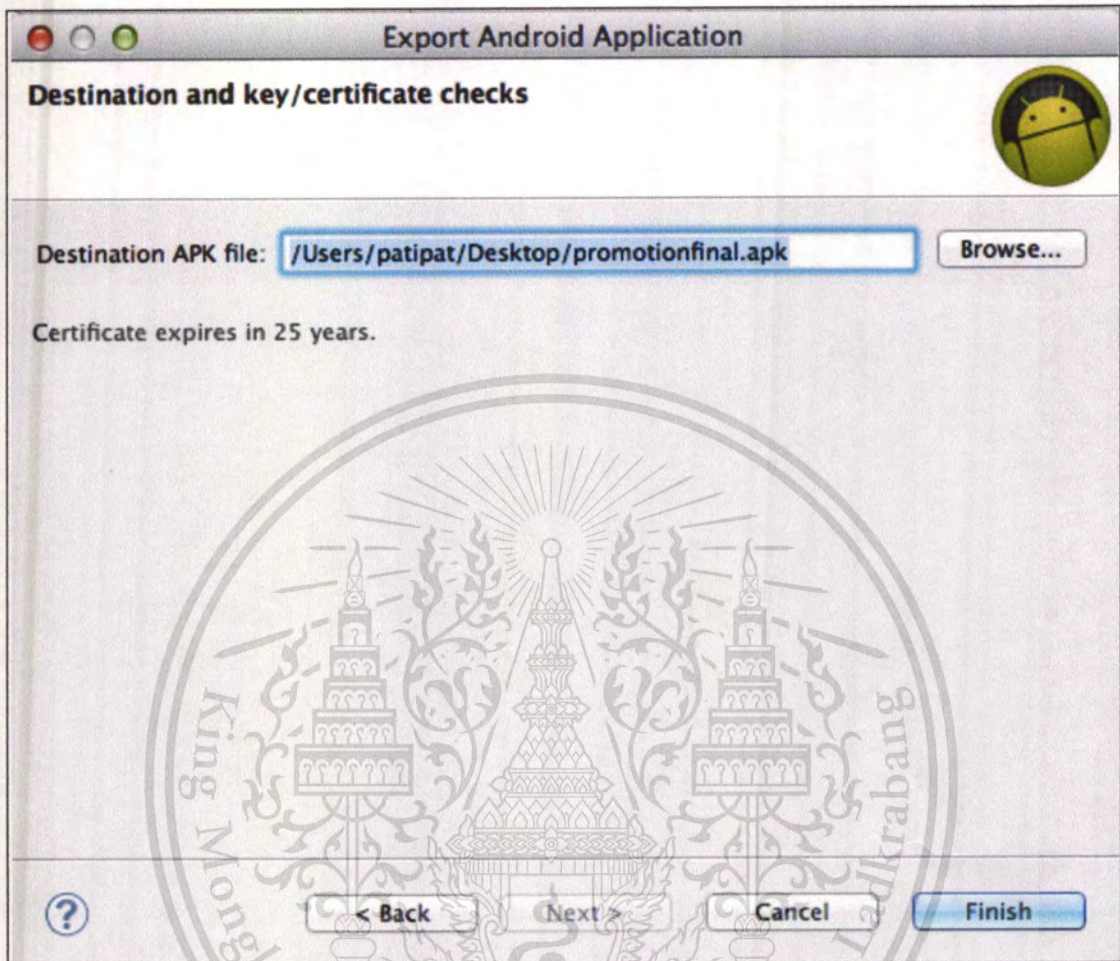 Export Android Application
Destination and key/certificate checks
Destination APK file: /Users/patipat/Desktop/promotionfinal.apk Browse...
Certificate expires in 25 years.
King Mongk
Ladkrabang
? < Back Next > Cancel Finish